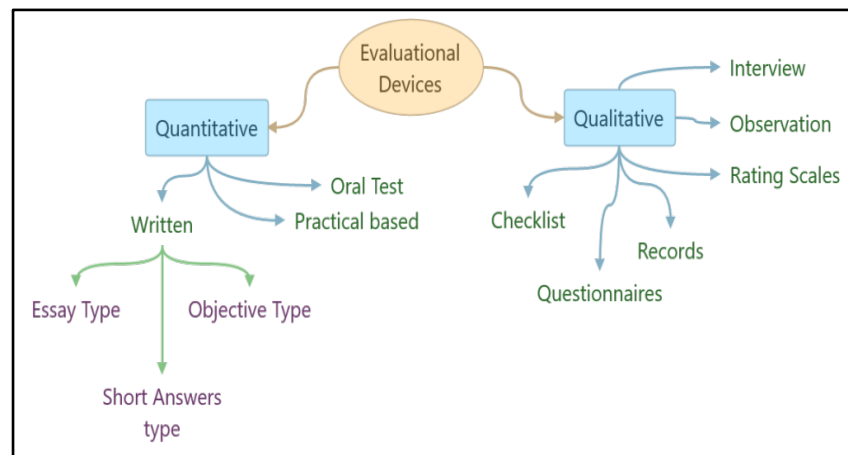 Evaluational
Devices
Quantitative
Oral Test
Practical based
Written
Essay Type
Objective Type
Short Answers
type
Qualitative
Interview
Observation
Rating Scales
Checklist
Records
Questionnaires